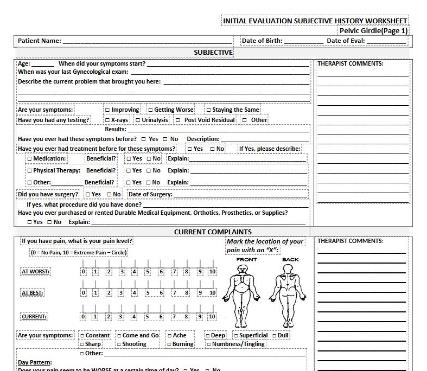 INITIAL EVALUATION SUBJECTIVE HISTORY WORKSHEET
Pelvic Girdle(Page 1)
Patient Name: Date of Birth: Date of Eval:
SUBJECTIVE
Age: When did your symptoms start? THERAPIST COMMENTS:
When was your last Gynecological exam:
Describe the current problem that brought you here:
Are your symptoms: □ Improving □ Getting Worse □ Staying the Same
Have you had any testing? □ X-rays □ Urinalysis □ Post Void Residual □ Other
Results:
Have you ever had these symptoms before? □ Yes □ No Description:
Have you ever had treatment before for these symptoms? □ Yes □ No If Yes, please describe:
□ Medication: Beneficial? □ Yes □ No Explain:
□ Physical Therapy: Beneficial? □ Yes □ No Explain:
□ Other: Beneficial? □ Yes □ No Explain:
Did you have surgery? □ Yes □ No Date of Surgery:
If yes, what procedure did you have done?
Have you ever purchased or rented Durable Medical Equipment, Orthotics, Prosthetics, or Supplies?
□ Yes □ No Explain:
CURRENT COMPLAINTS
If you have pain, what is your pain level? Mark the location of your pain with an "X": THERAPIST COMMENTS:
(0 = No Pain, 10 = Extreme Pain – Circle) FRONT BACK
AT WORST: 0 1 2 3 4 5 6 7 8 9 10
AT BEST: 0 1 2 3 4 5 6 7 8 9 10
CURRENT: 0 1 2 3 4 5 6 7 8 9 10
Are your symptoms: □ Constant □ Come and Go □ Ache □ Deep □ Superficial □ Dull
□ Sharp □ Shooting □ Burning □ Numbness/Tingling
□ Other:
Day Pattern:
Does your pain seem to be WORSE at a certain time of day? □ Yes □ No